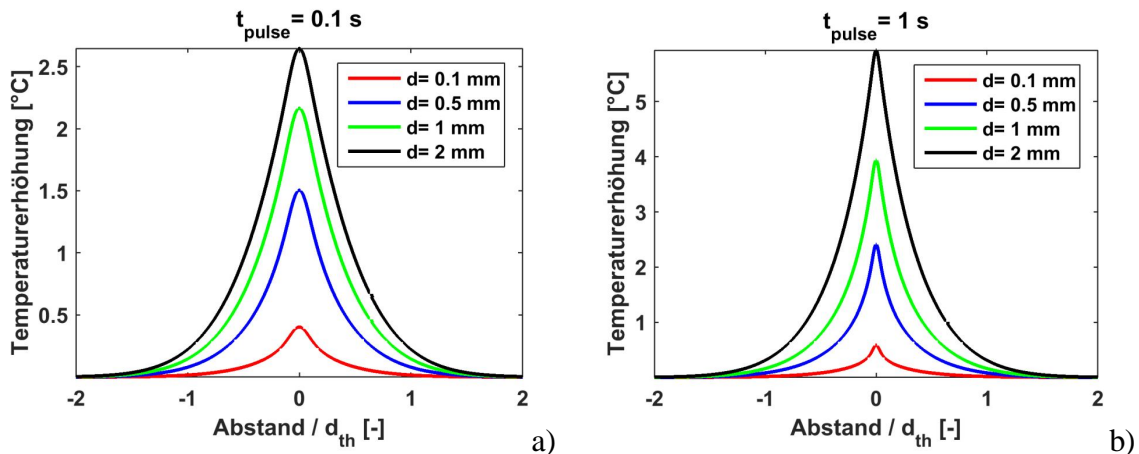 t_pulse = 0.1 s
Temperaturerhöhung [°C]
2.5
2
1.5
1
0.5
d= 0.1 mm
d= 0.5 mm
d= 1 mm
d= 2 mm
-2 -1 0 1 2
Abstand / d_th [-]
a)
t_pulse = 1 s
Temperaturerhöhung [°C]
5
4
3
2
1
d= 0.1 mm
d= 0.5 mm
d= 1 mm
d= 2 mm
-2 -1 0 1 2
Abstand / d_th [-]
b)